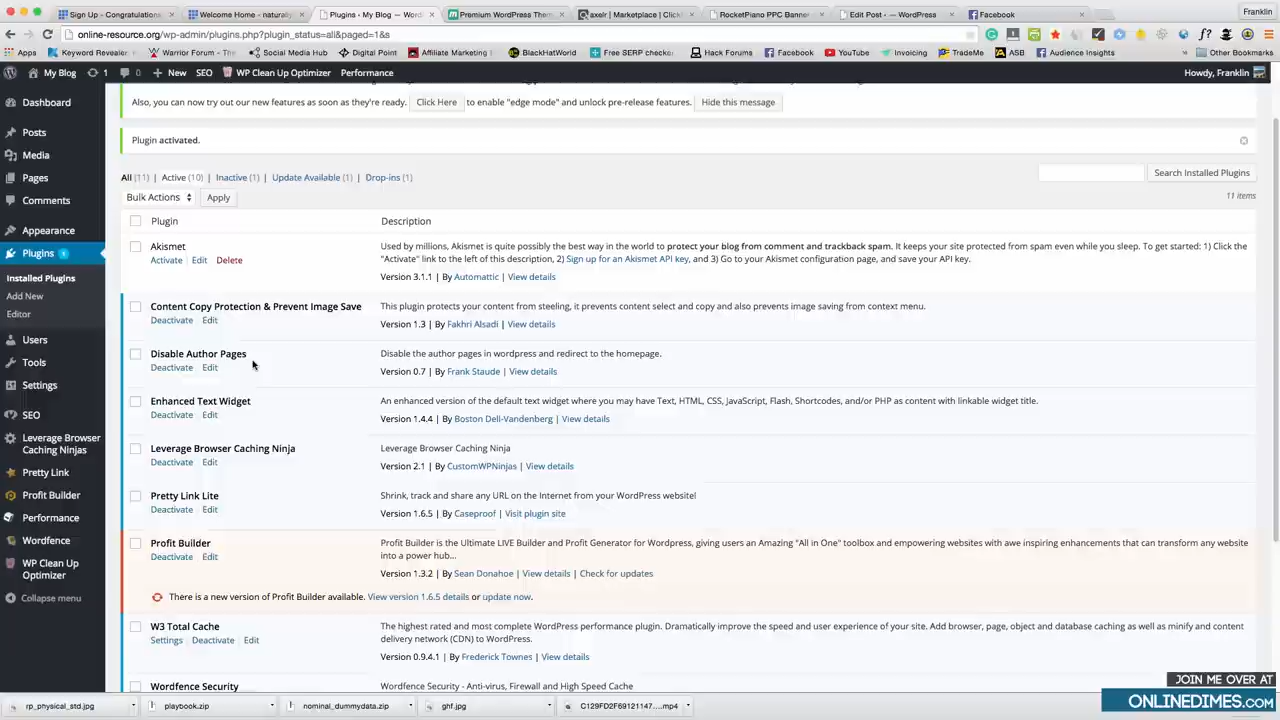 Sign Up - Congratulations
Welcome Home - naturally
Plugins ‹ My Blog — Word
Premium WordPress Them
axelr | Marketplace | Click
RocketPiano PPC Banner
Edit Post ‹ — WordPress
Facebook
Franklin
online-resource.org/wp-admin/plugins.php?plugin_status=all&paged=1&s
Apps
Keyword Revealer
Warrior Forum - The
Social Media Hub
Digital Point
Affiliate Marketing
BlackHatWorld
Free SERP checker
Hack Forums
Facebook
YouTube
Invoicing
TradeMe
ASB
Audience Insights
Other Bookmarks
My Blog
1
0
New
SEO
WP Clean Up Optimizer
Performance
Howdy, Franklin
Dashboard
Posts
Media
Pages
Comments
Appearance
Plugins
Installed Plugins
Add New
Editor
Users
Tools
Settings
SEO
Leverage Browser
Caching Ninjas
Pretty Link
Profit Builder
Performance
Wordfence
WP Clean Up
Optimizer
Collapse menu
Also, you can now try out our new features as soon as they're ready. Click Here to enable "edge mode" and unlock pre-release features. Hide this message
Plugin activated.
All (11) | Active (10) | Inactive (1) | Update Available (1) | Drop-ins (1)
Search Installed Plugins
Bulk Actions Apply
11 items
Plugin Description
Akismet
Activate | Edit | Delete
Used by millions, Akismet is quite possibly the best way in the world to protect your blog from comment and trackback spam. It keeps your site protected from spam even while you sleep. To get started: 1) Click the
"Activate" link to the left of this description, 2) Sign up for an Akismet API key, and 3) Go to your Akismet configuration page, and save your API key.
Version 3.1.1 | By Automattic | View details
Content Copy Protection & Prevent Image Save
Deactivate | Edit
This plugin protects your content from steeling, it prevents content select and copy and also prevents image saving from context menu.
Version 1.3 | By Fakhri Alsadi | View details
Disable Author Pages
Deactivate | Edit
Disable the author pages in wordpress and redirect to the homepage.
Version 0.7 | By Frank Staude | View details
Enhanced Text Widget
Deactivate | Edit
An enhanced version of the default text widget where you may have Text, HTML, CSS, JavaScript, Flash, Shortcodes, and/or PHP as content with linkable widget title.
Version 1.4.4 | By Boston Dell-Vandenberg | View details
Leverage Browser Caching Ninja
Deactivate | Edit
Leverage Browser Caching Ninja
Version 2.1 | By CustomWPNinjas | View details
Pretty Link Lite
Deactivate | Edit
Shrink, track and share any URL on the Internet from your WordPress website!
Version 1.6.5 | By Caseproof | Visit plugin site
Profit Builder
Deactivate | Edit
Profit Builder is the Ultimate LIVE Builder and Profit Generator for Wordpress, giving users an Amazing "All in One" toolbox and empowering websites with awe inspiring enhancements that can transform any website
into a power hub...
Version 1.3.2 | By Sean Donahoe | View details | Check for updates
There is a new version of Profit Builder available. View version 1.6.5 details or update now.
W3 Total Cache
Settings | Deactivate | Edit
The highest rated and most complete WordPress performance plugin. Dramatically improve the speed and user experience of your site. Add browser, page, object and database caching as well as minify and content
delivery network (CDN) to WordPress.
Version 0.9.4.1 | By Frederick Townes | View details
Wordfence Security
Wordfence Security - Anti-virus, Firewall and High Speed Cache
rp_physical_std.jpg
playbook.zip
nominal_dummydata.zip
ghf.jpg
C129FD2F69121147....mp4
JOIN ME OVER AT
ONLINEDIMES.COM